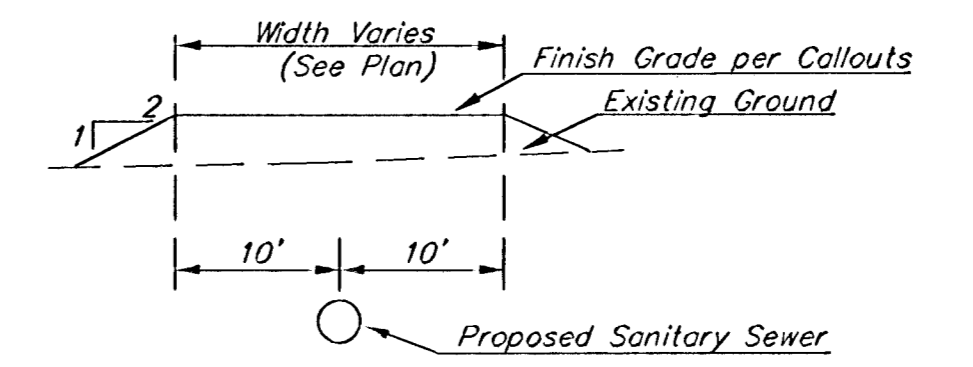 Width Varies
(See Plan)
Finish Grade per Callouts
Existing Ground
2
1
10'
10'
Proposed Sanitary Sewer